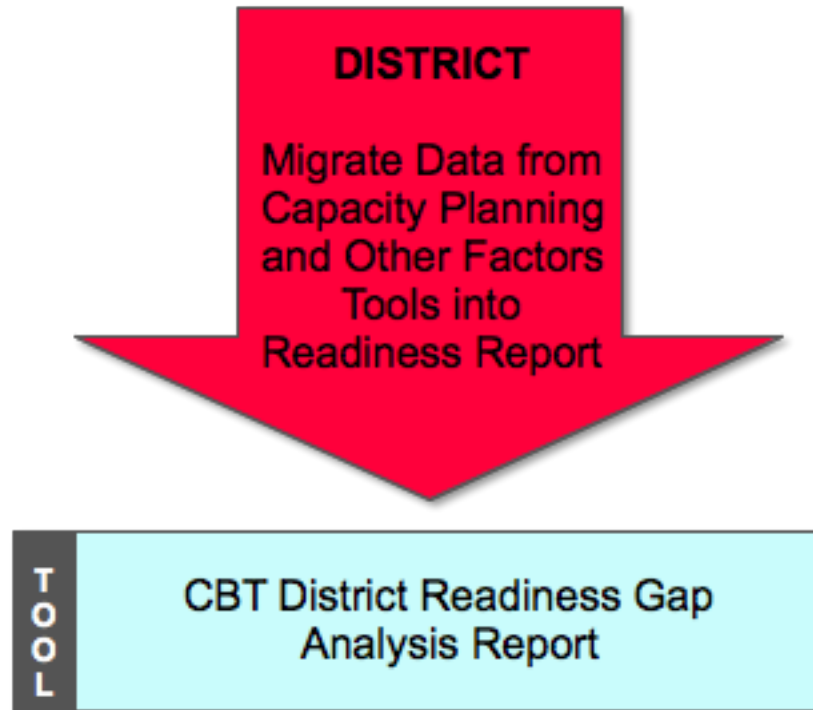 DISTRICT
Migrate Data from
Capacity Planning
and Other Factors
Tools into
Readiness Report
TOOL
CBT District Readiness Gap
Analysis Report